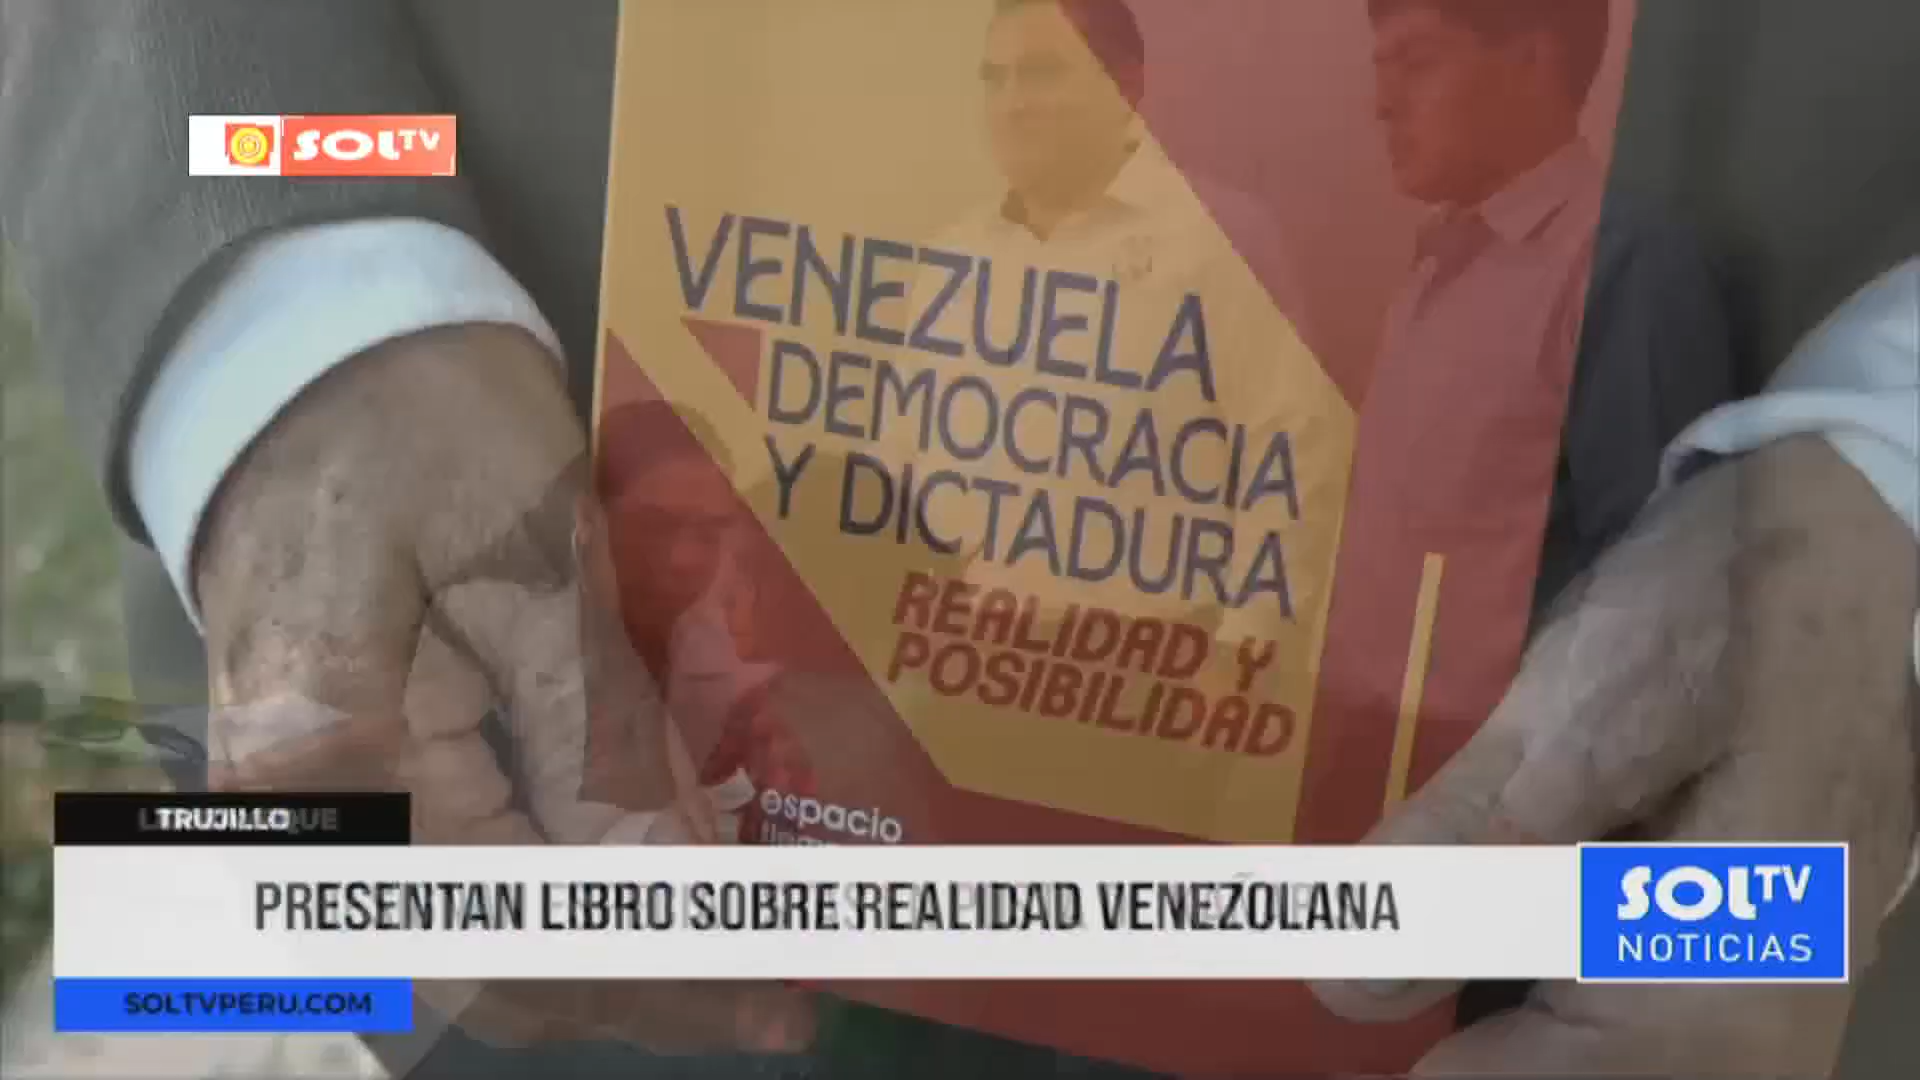 SOLTV
VENEZUELA
DEMOCRACIA
Y DICTADURA
REALIDAD Y
POSIBILIDAD
espacio
TRUJILLO
PRESENTAN LIBRO SOBRE REALIDAD VENEZOLANA
SOLTV
NOTICIAS
SOLTVPERU.COM